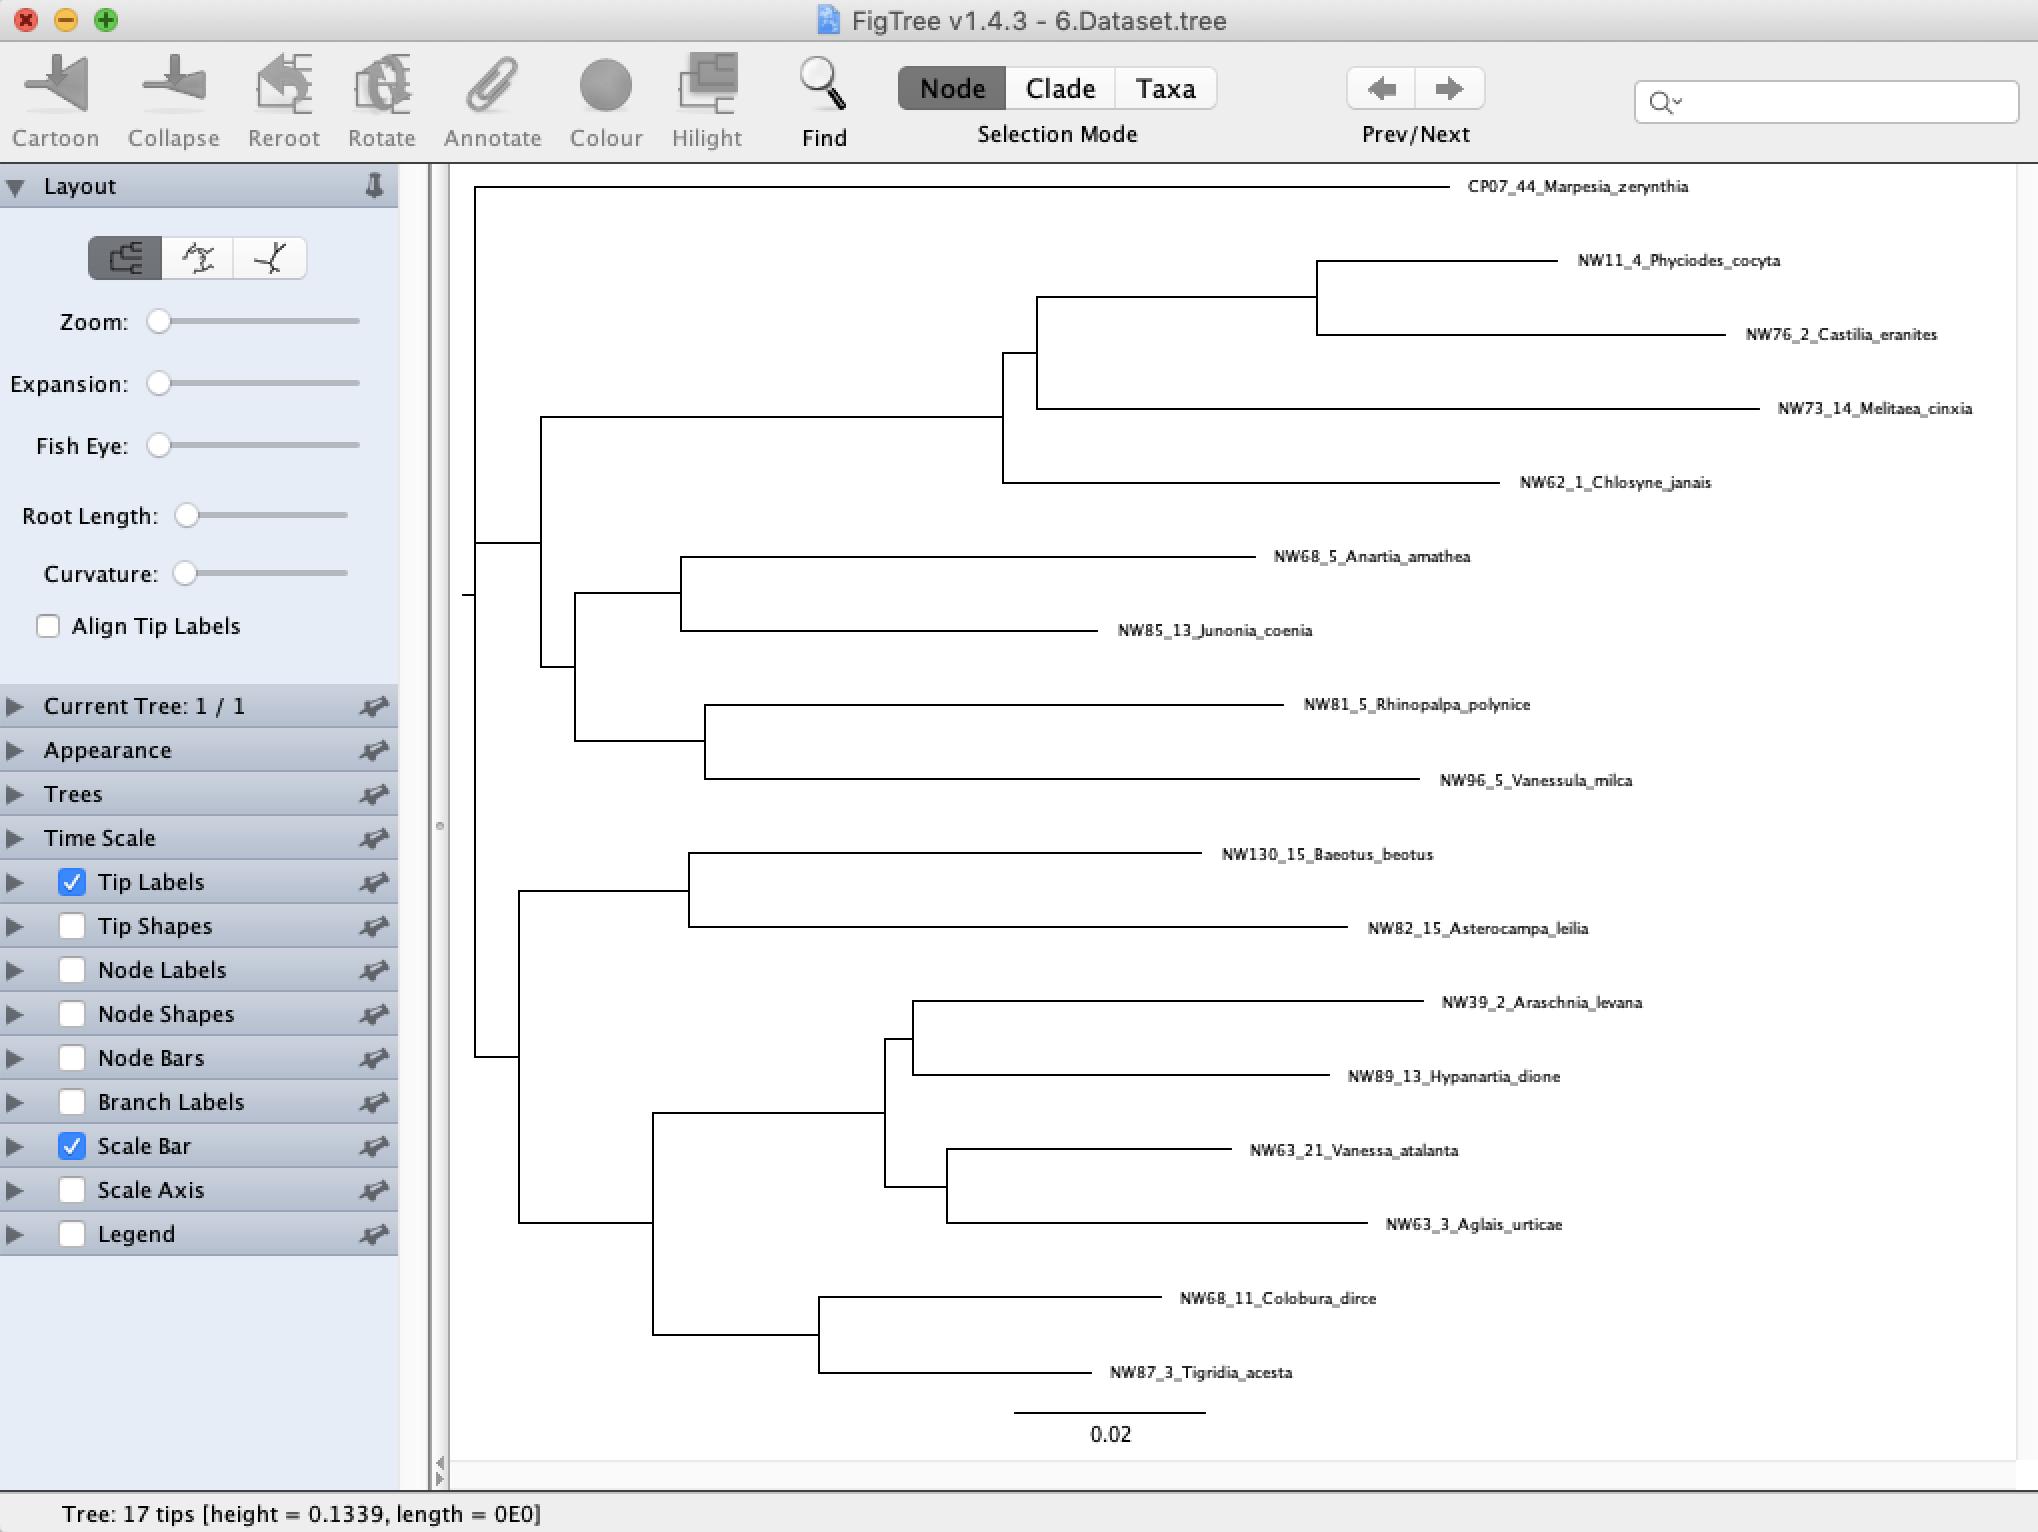 FigTree v1.4.3 - 6.Dataset.tree
Cartoon Collapse Reroot Rotate Annotate Colour Hilight Find
Node Clade Taxa
Selection Mode
Prev/Next
Layout
Zoom:
Expansion:
Fish Eye:
Root Length:
Curvature:
Align Tip Labels
Current Tree: 1 / 1
Appearance
Trees
Time Scale
Tip Labels
Tip Shapes
Node Labels
Node Shapes
Node Bars
Branch Labels
Scale Bar
Scale Axis
Legend
CP07_44_Marpesia_zerynthia
NW11_4_Phyciodes_cocyta
NW76_2_Castilia_eranites
NW73_14_Melitaea_cinxia
NW62_1_Chlosyne_janais
NW68_5_Anartia_amathea
NW85_13_Junonia_coenia
NW81_5_Rhinopalpa_polynice
NW96_5_Vanessula_milca
NW130_15_Baeotus_beotus
NW82_15_Asterocampa_leilia
NW39_2_Araschnia_levana
NW89_13_Hypanartia_dione
NW63_21_Vanessa_atalanta
NW63_3_Aglais_urticae
NW68_11_Colobura_dirce
NW87_3_Tigridia_acesta
0.02
Tree: 17 tips [height = 0.1339, length = 0E0]